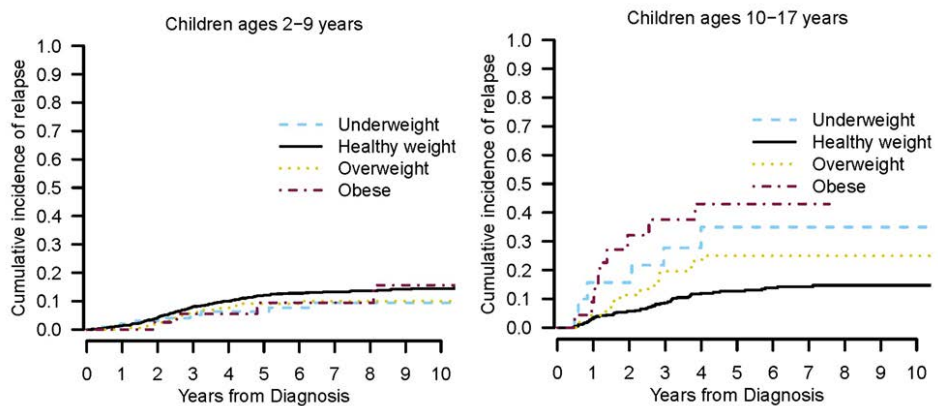 Children ages 2−9 years
Cumulative incidence of relapse
1.0
0.9
0.8
0.7
0.6
0.5
0.4
0.3
0.2
0.1
0.0
Underweight
Healthy weight
Overweight
Obese
0 1 2 3 4 5 6 7 8 9 10
Years from Diagnosis
Children ages 10−17 years
Cumulative incidence of relapse
1.0
0.9
0.8
0.7
0.6
0.5
0.4
0.3
0.2
0.1
0.0
Underweight
Healthy weight
Overweight
Obese
0 1 2 3 4 5 6 7 8 9 10
Years from Diagnosis